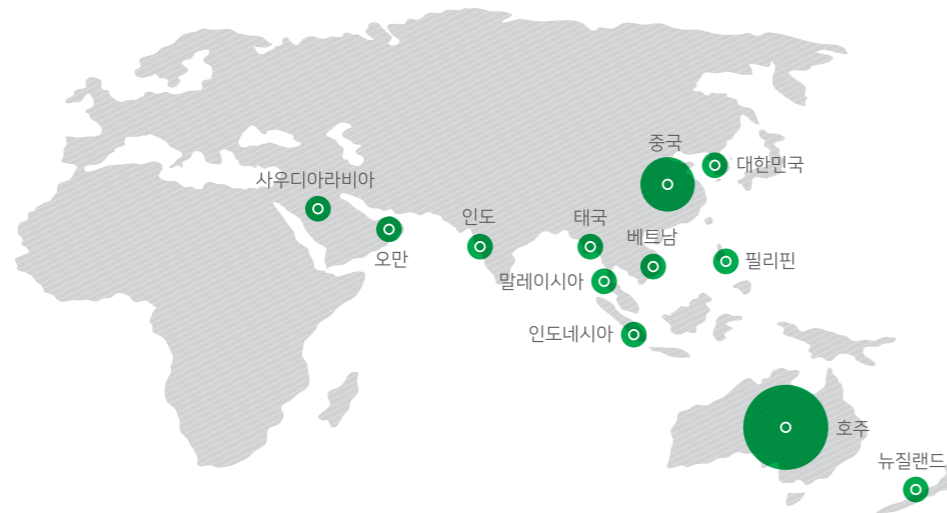 중국
대한민국
사우디아라비아
인도
태국
베트남
오만
필리핀
말레이시아
인도네시아
호주
뉴질랜드